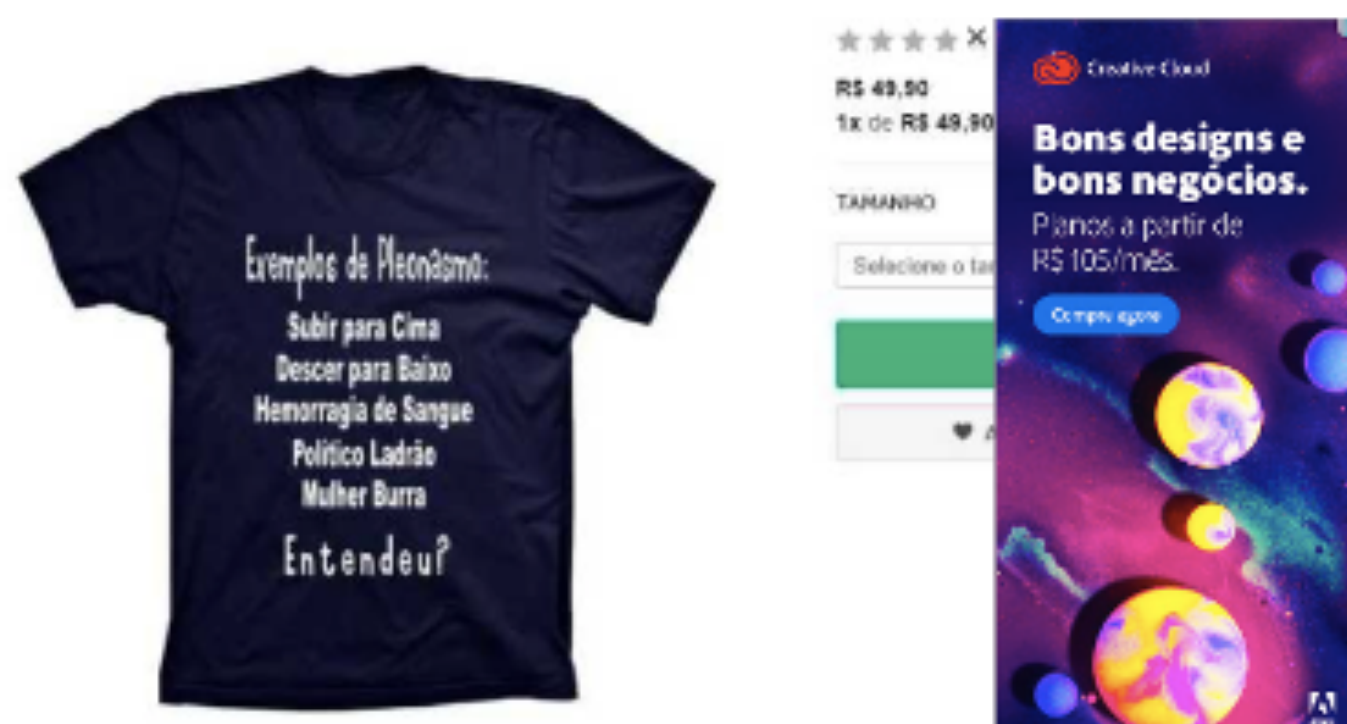 Exemplos de Pleonasmo:
Subir para Cima
Descer para Baixo
Hemorragia de Sangue
Político Ladrão
Mulher Burra
Entendeu?
R$ 49,90
1x de R$ 49,90
TAMANHO
Selecione o
Creative Cloud
Bons designs e
bons negócios.
Planos a partir de
R$ 105/mês.
Compre agora